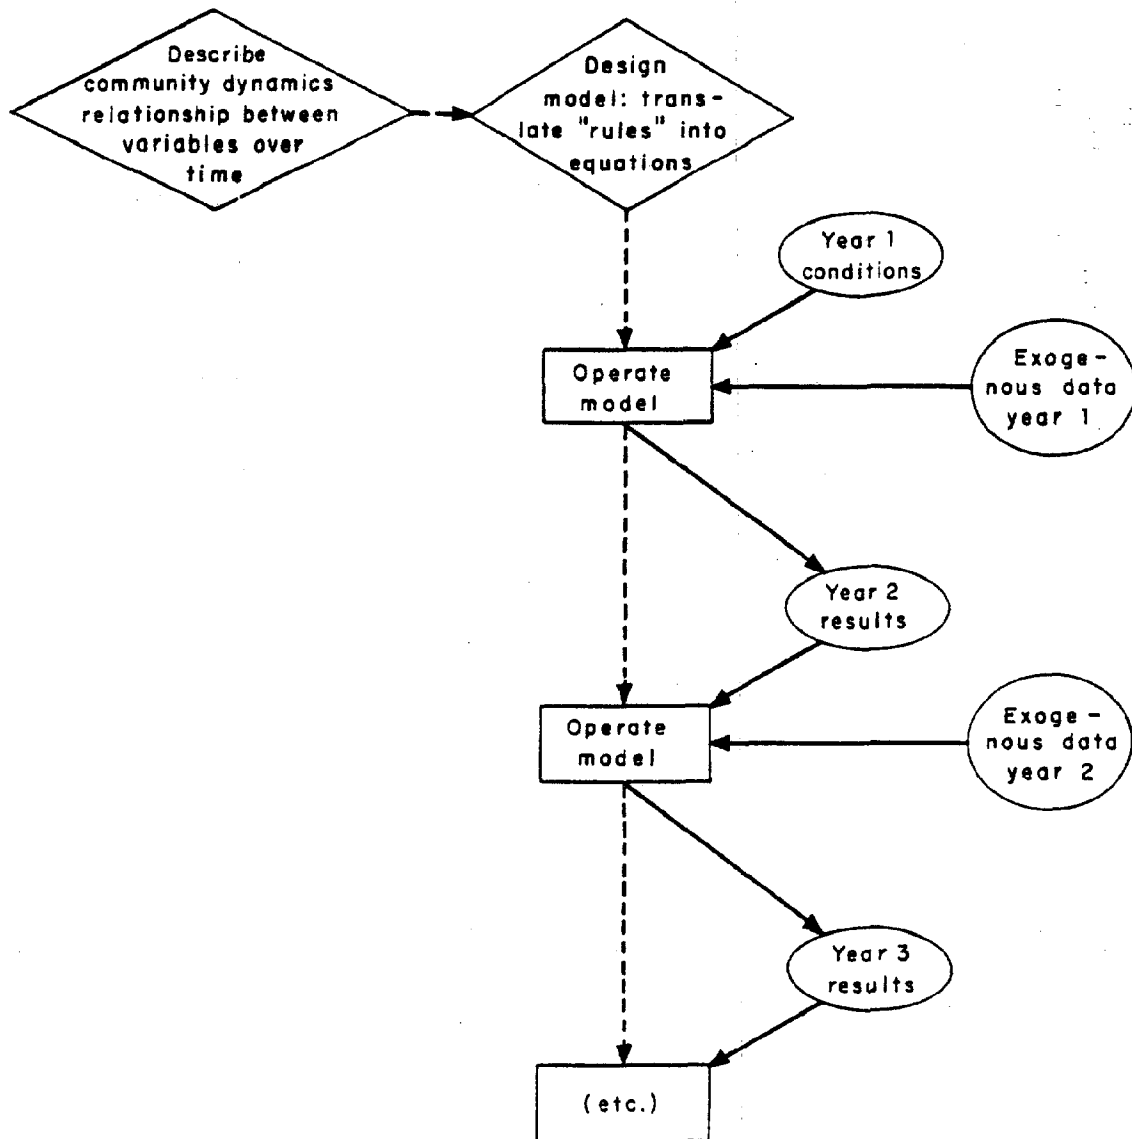 Describe
community dynamics
relationship between
variables over
time
Design
model: trans-
late "rules" into
equations
Year 1
conditions
Operate
model
Exoge-
nous data
year 1
Year 2
results
Operate
model
Exoge-
nous data
year 2
Year 3
results
(etc.)